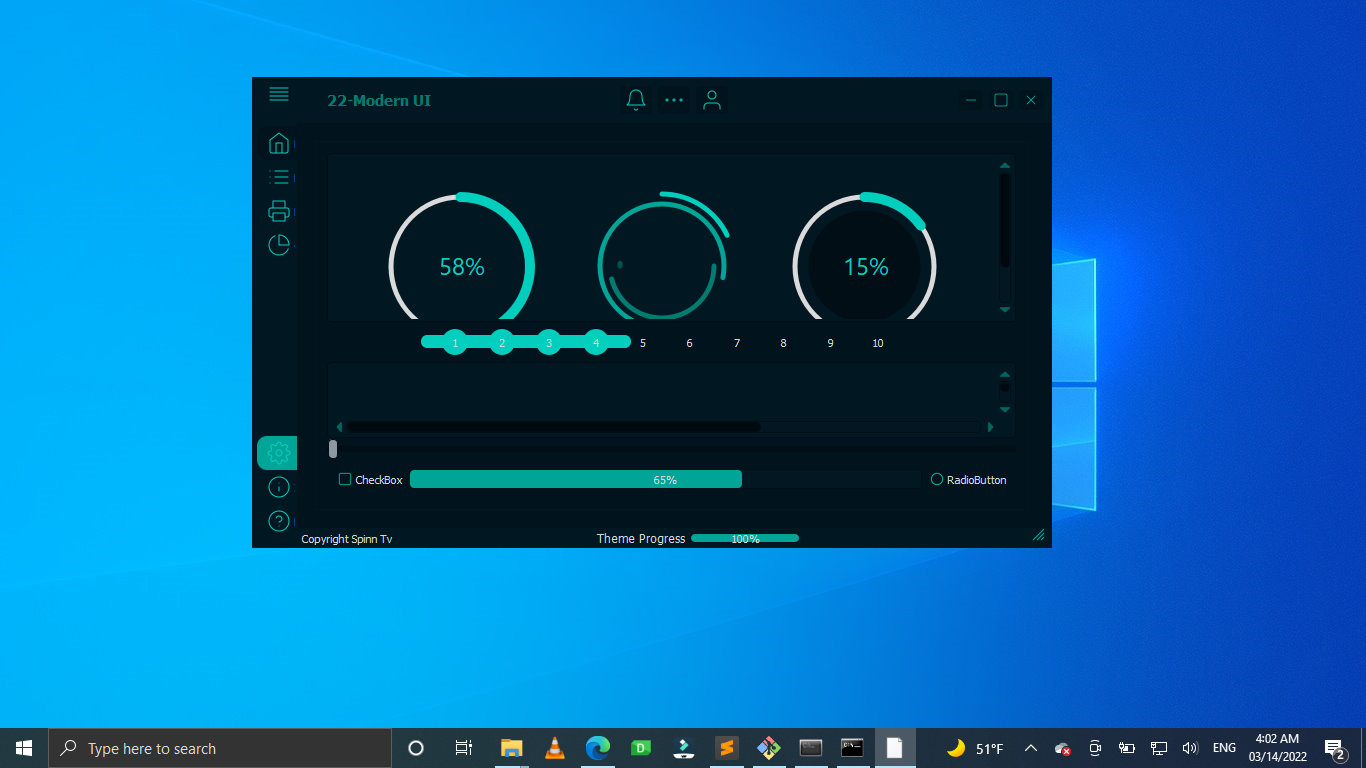 22-Modern UI
58%
15%
1 2 3 4 5 6 7 8 9 10
CheckBox
65%
RadioButton
Copyright Spinn Tv
Theme Progress
100%
Type here to search
51°F
ENG
4:02 AM
03/14/2022
2